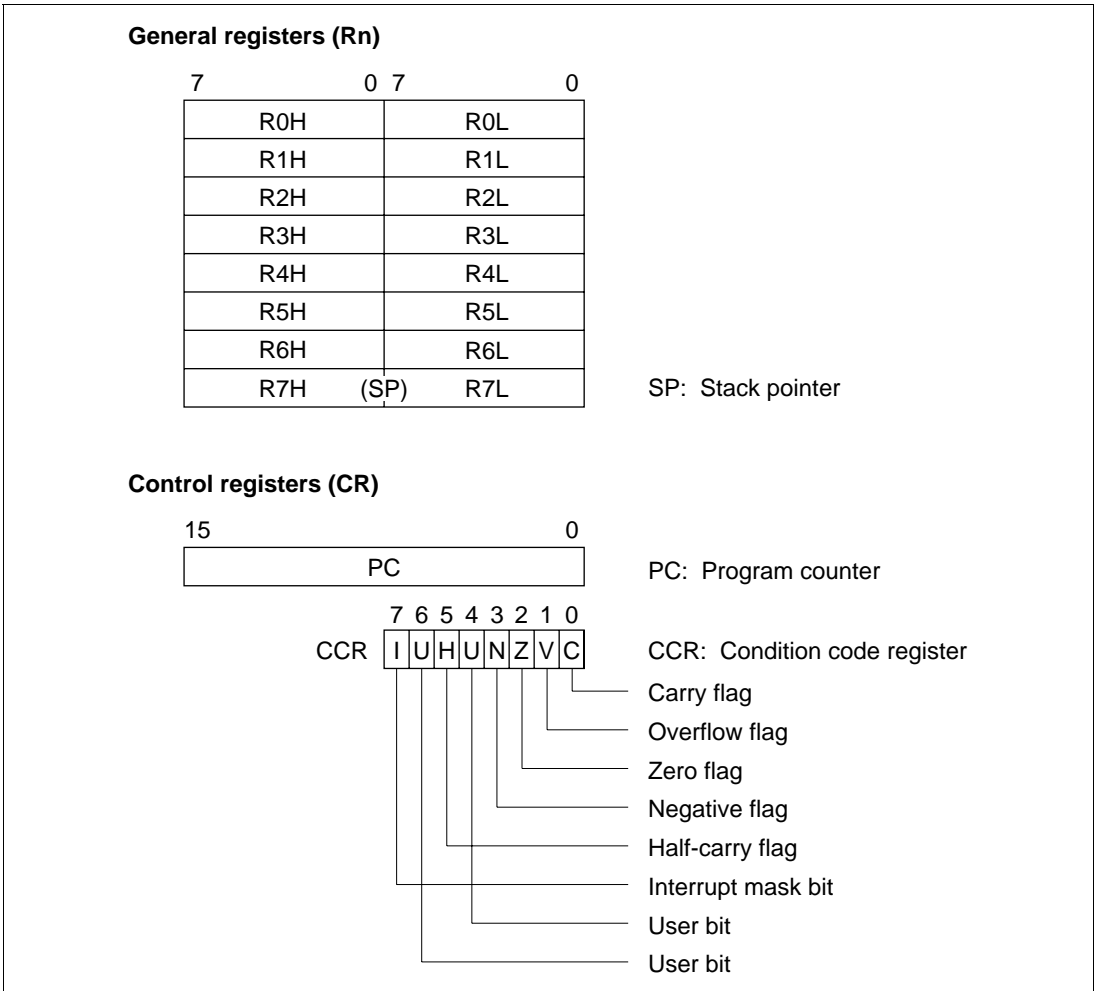 General registers (Rn)
7 0 7 0
R0H R0L
R1H R1L
R2H R2L
R3H R3L
R4H R4L
R5H R5L
R6H R6L
R7H (SP) R7L SP: Stack pointer
Control registers (CR)
15 0
PC PC: Program counter
7 6 5 4 3 2 1 0
CCR I U H U N Z V C CCR: Condition code register
Carry flag
Overflow flag
Zero flag
Negative flag
Half-carry flag
Interrupt mask bit
User bit
User bit